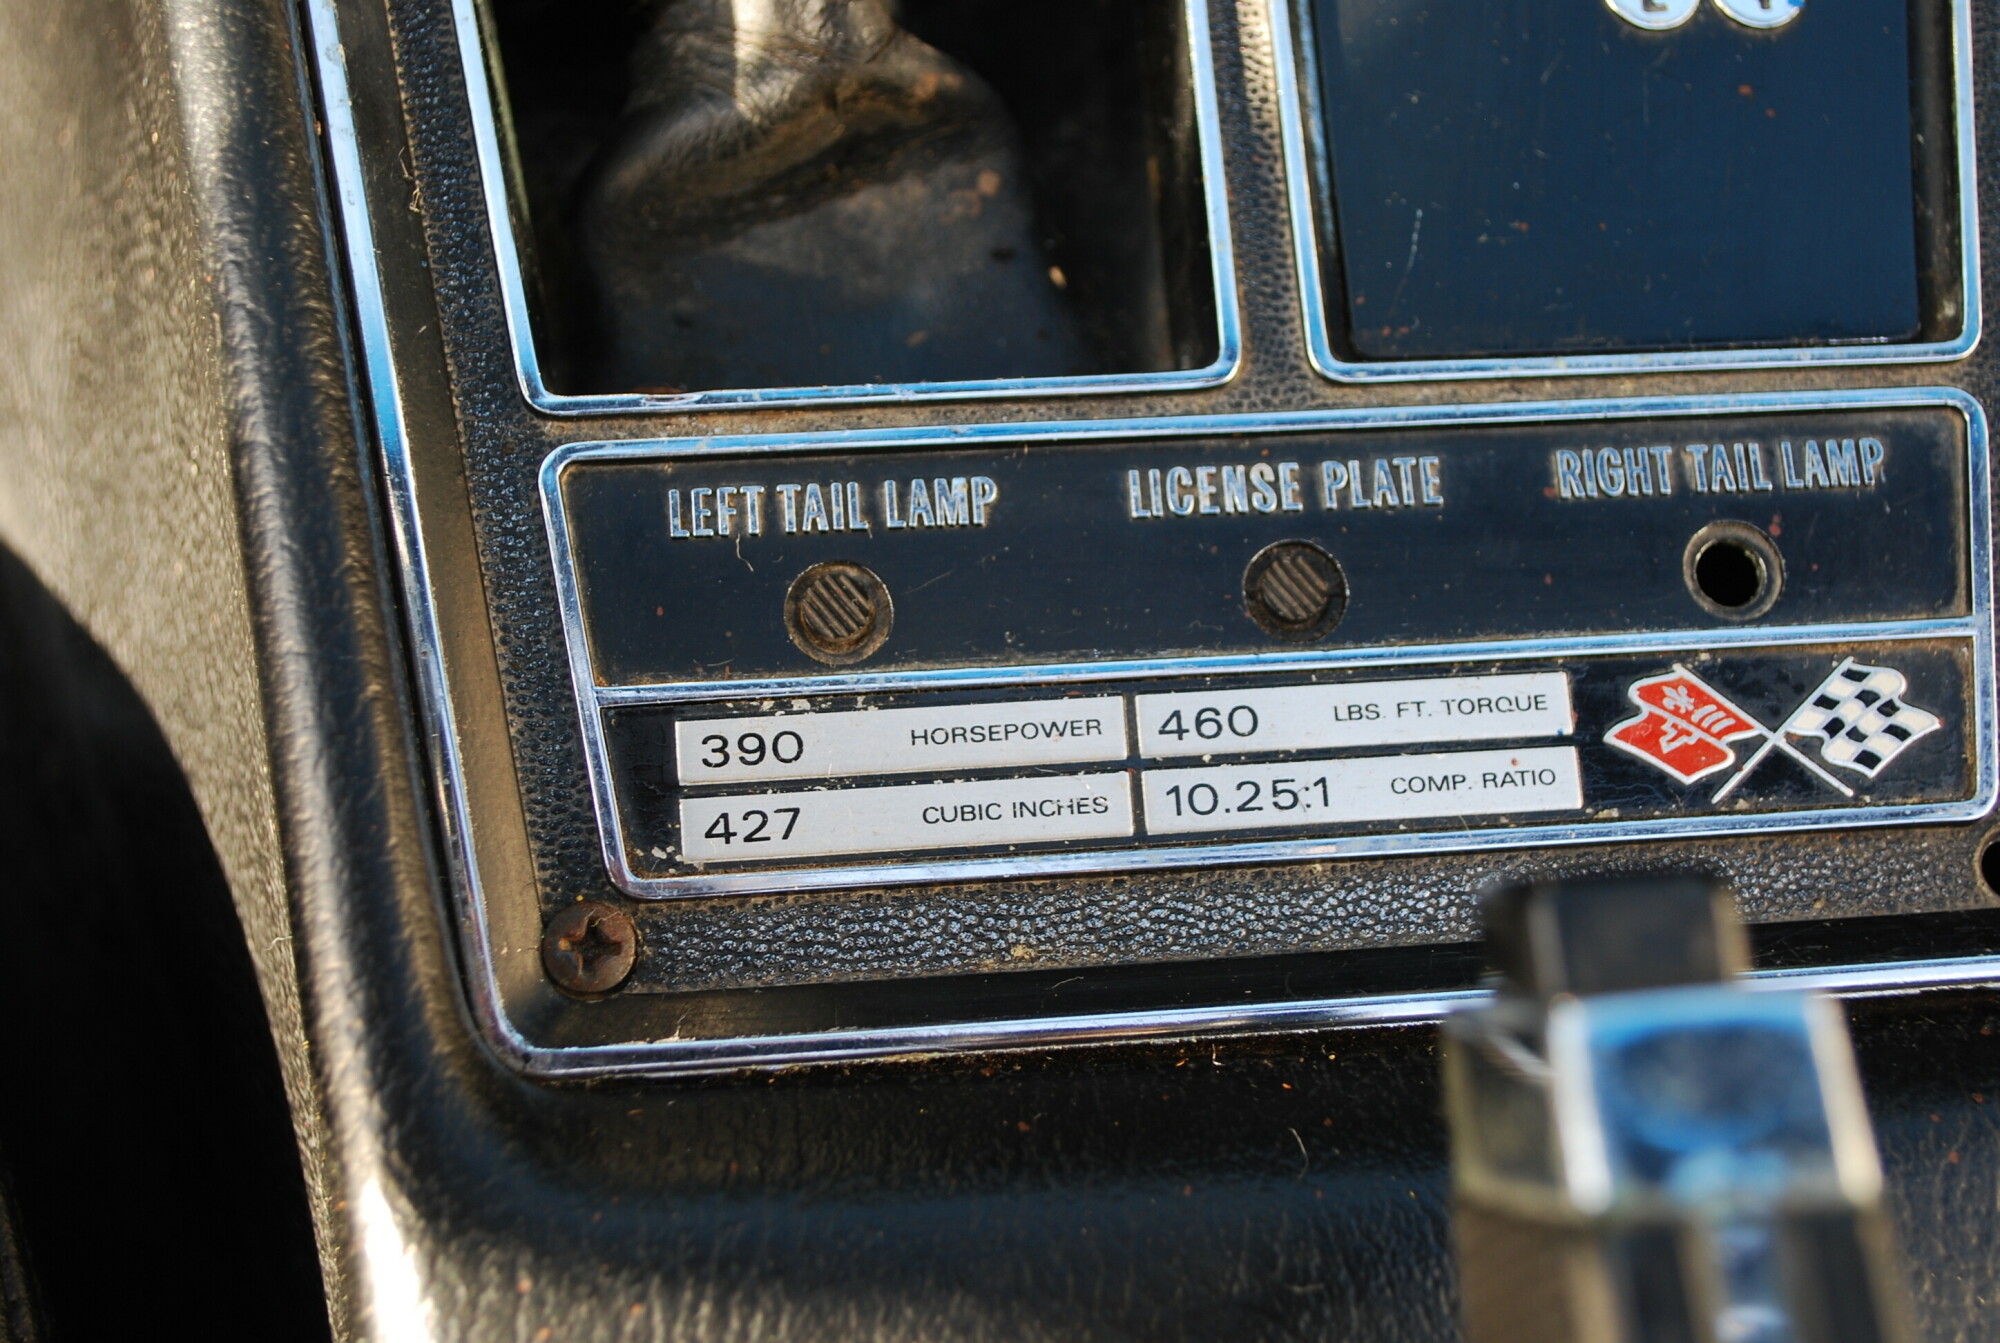 LEFT TAIL LAMP
LICENSE PLATE
RIGHT TAIL LAMP
390 HORSEPOWER
460 LBS. FT. TORQUE
427 CUBIC INCHES
10.25:1 COMP. RATIO